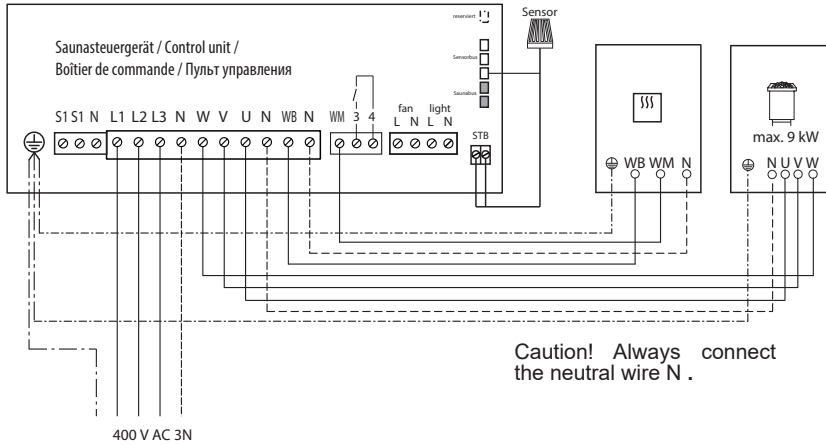 reserviert
Sensor
Saunasteuergerät / Control unit /
Boîtier de commande / Пульт управления
Sensorbus
Saunabus
S1 S1 N L1 L2 L3 N W V U N WB N WM 3 4
fan light
L N L N
STB
max. 9 kW
WB WM N
N U V W
Caution! Always connect
the neutral wire N .
400 V AC 3N